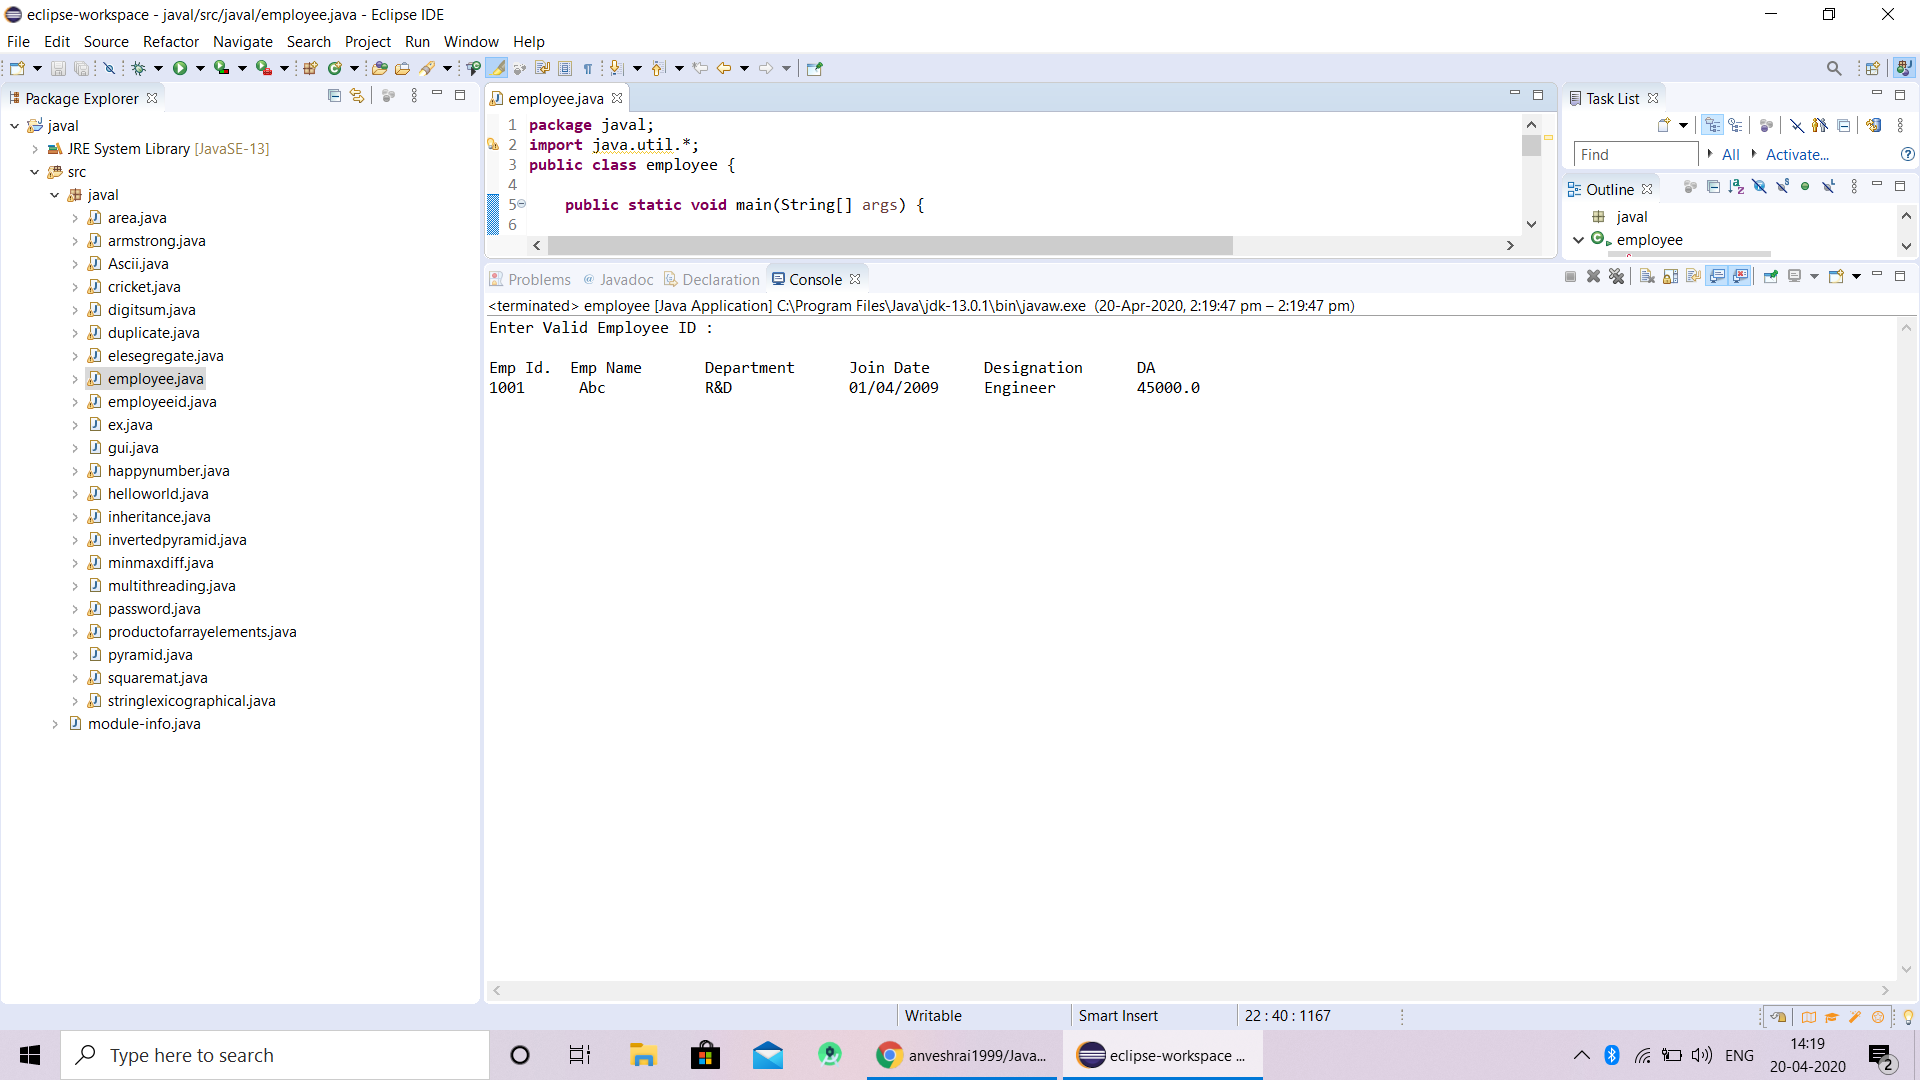 eclipse-workspace - javal/src/javal/employee.java - Eclipse IDE
File Edit Source Refactor Navigate Search Project Run Window Help
Package Explorer
javal
JRE System Library [JavaSE-13]
src
javal
area.java
armstrong.java
Ascii.java
cricket.java
digitsum.java
duplicate.java
elesegregate.java
employee.java
employeeid.java
ex.java
gui.java
happynumber.java
helloworld.java
inheritance.java
invertedpyramid.java
minmaxdiff.java
multithreading.java
password.java
productofarrayelements.java
pyramid.java
squaremat.java
stringlexicographical.java
module-info.java
employee.java
1 package javal;
2 import java.util.*;
3 public class employee {
4
5 public static void main(String[] args) {
6
Task List
Find All Activate...
Outline
javal
employee
Problems @ Javadoc Declaration Console
<terminated> employee [Java Application] C:\Program Files\Java\jdk-13.0.1\bin\javaw.exe (20-Apr-2020, 2:19:47 pm – 2:19:47 pm)
Enter Valid Employee ID :
Emp Id. Emp Name Department Join Date Designation DA
1001 Abc R&D 01/04/2009 Engineer 45000.0
Writable Smart Insert 22 : 40 : 1167
Type here to search
anveshrai1999/Java...
eclipse-workspace ...
ENG
14:19
20-04-2020
2